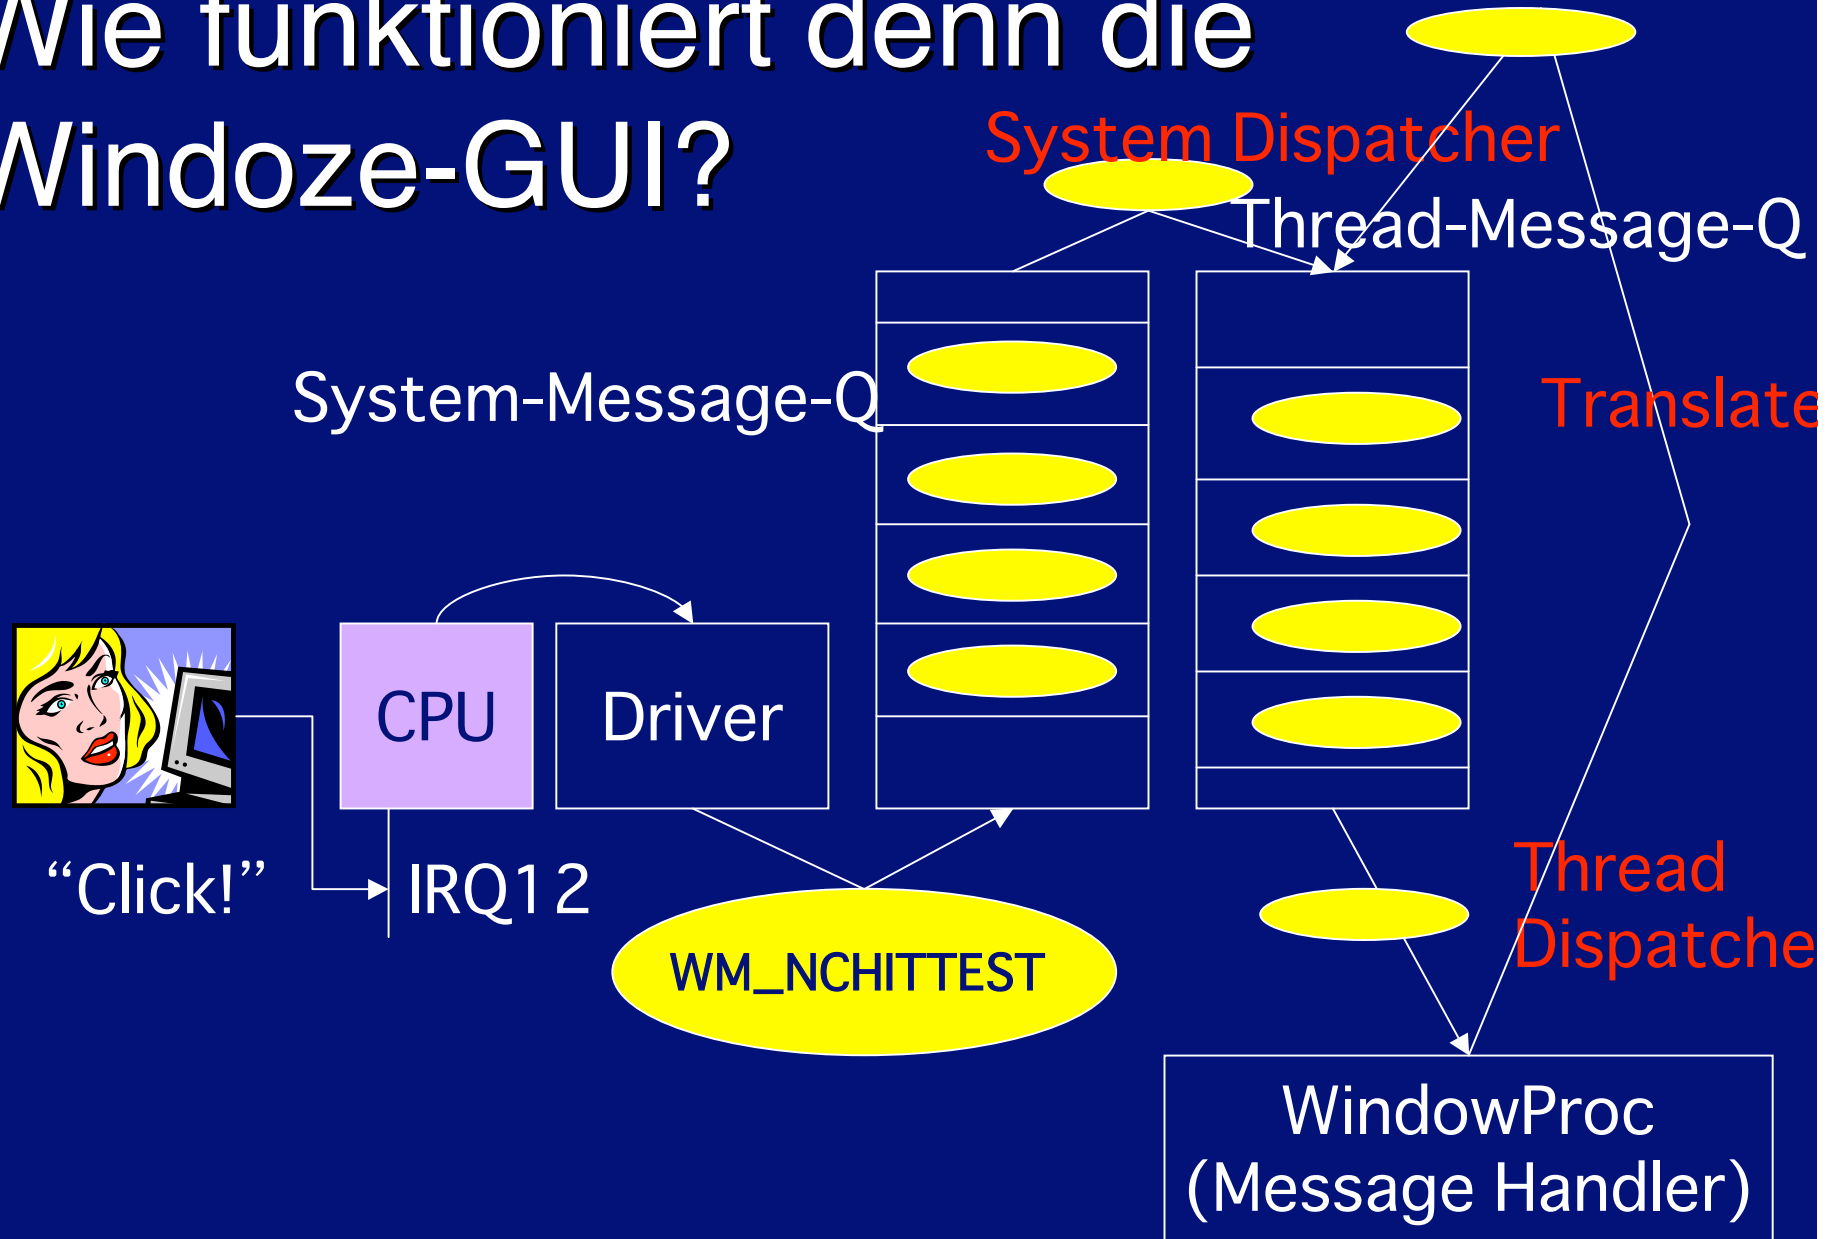 Wie funktioniert denn die
Windoze-GUI?
System Dispatcher
Thread-Message-Q
System-Message-Q
Translate
CPU
Driver
“Click!”
IRQ12
WM_NCHITTEST
Thread
Dispatche
WindowProc
(Message Handler)